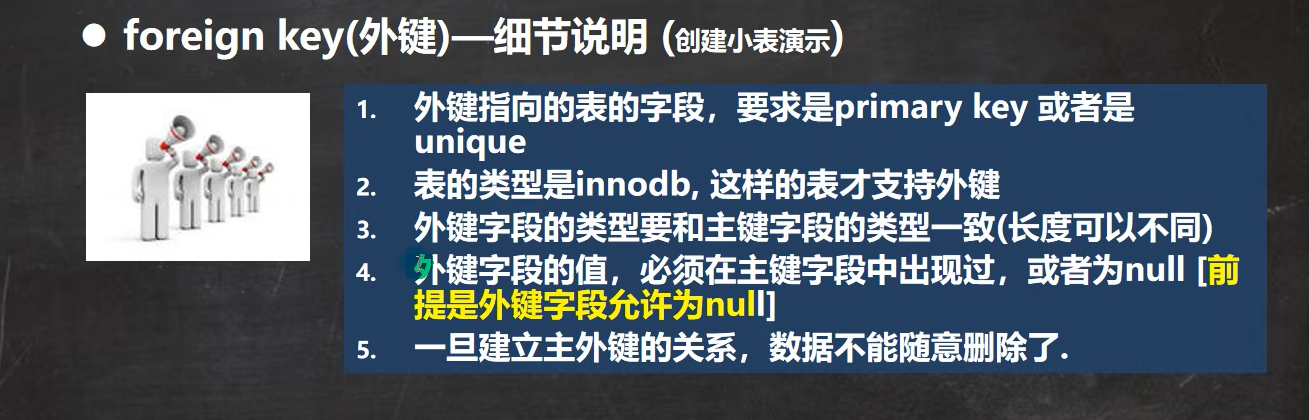 ● foreign key(外键)—细节说明 (创建小表演示)
1. 外键指向的表的字段，要求是primary key 或者是
unique
2. 表的类型是innodb, 这样的表才支持外键
3. 外键字段的类型要和主键字段的类型一致(长度可以不同)
4. 外键字段的值，必须在主键字段中出现过，或者为null [前
提是外键字段允许为null]
5. 一旦建立主外键的关系，数据不能随意删除了.